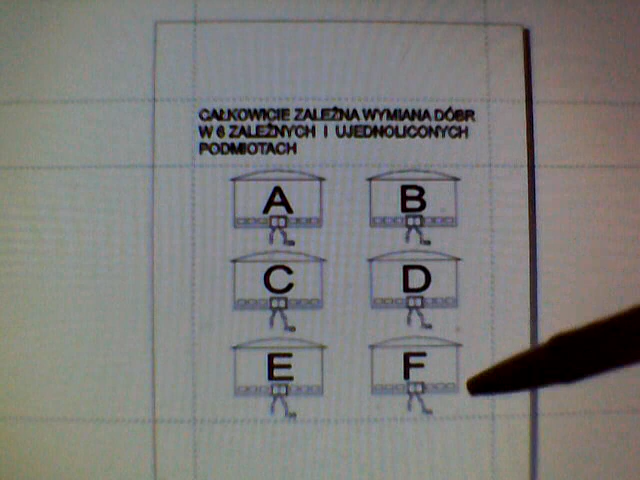 CAŁKOWICIE ZALEŻNA WYMIANA DÓBR
W 6 ZALEŻNYCH I UJEDNOLICONYCH
PODMIOTACH
A B
C D
E F